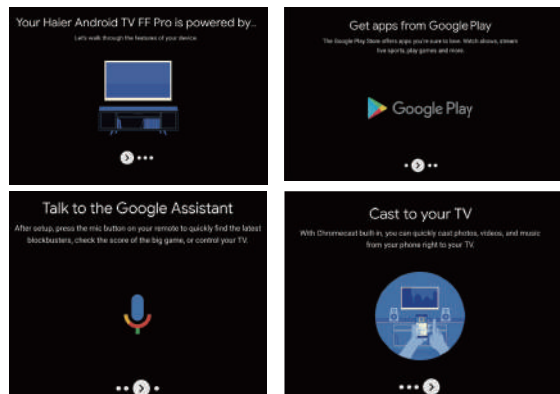 Your Haier Android TV FF Pro is powered by...
Let's walk through the features of your device.
Get apps from Google Play
The Google Play Store offers apps you're sure to love. Watch shows, stream
live sports, play games and more.
Google Play
Talk to the Google Assistant
After setup, press the mic button on your remote to quickly find the latest
blockbusters, check the score of the big game, or control your TV.
Cast to your TV
With Chromecast built-in, you can quickly cast photos, videos, and music
from your phone right to your TV.